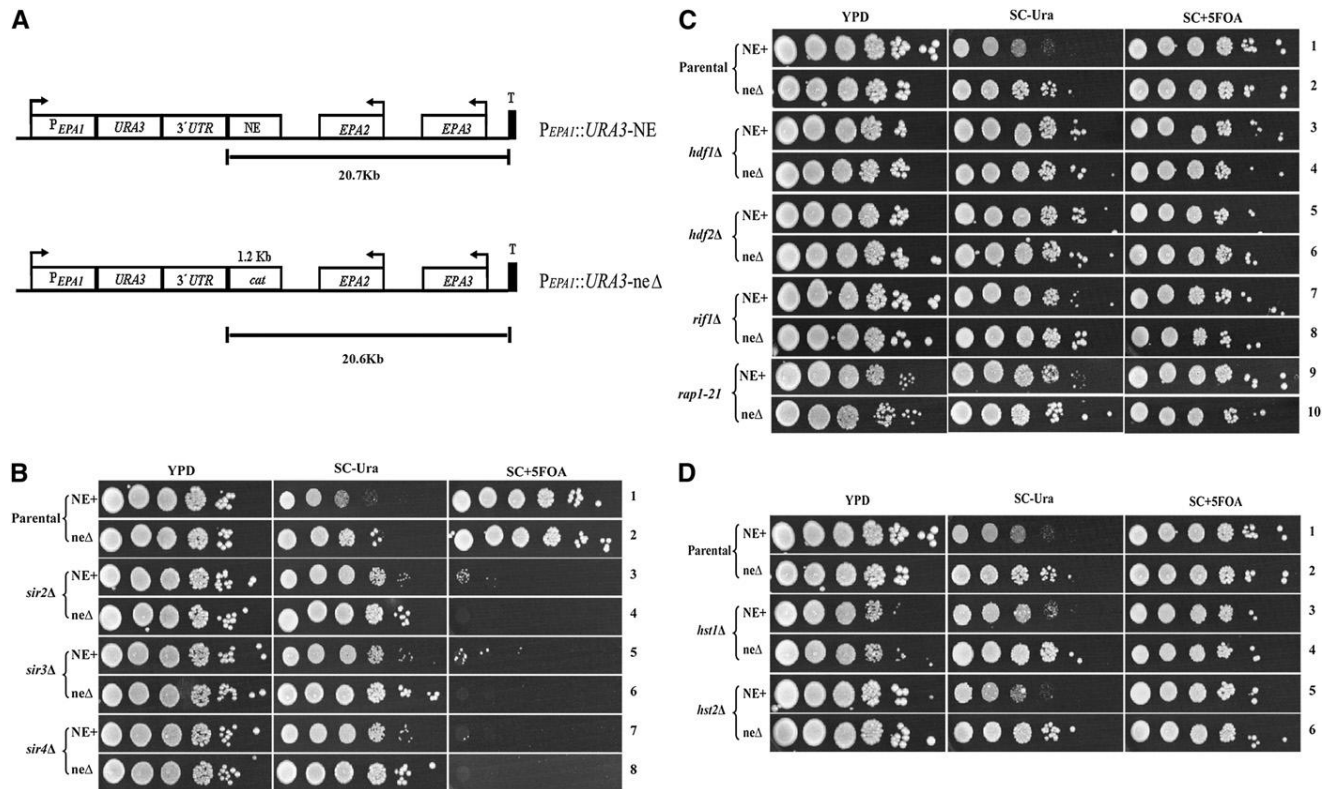 A
T
P_EPA1 URA3 3´UTR NE EPA2 EPA3
P_EPA1::URA3-NE
20.7Kb
1.2 Kb
T
P_EPA1 URA3 3´UTR cat EPA2 EPA3
P_EPA1::URA3-neΔ
20.6Kb
B
YPD SC-Ura SC+5FOA
Parental
NE+ 1
neΔ 2
sir2Δ
NE+ 3
neΔ 4
sir3Δ
NE+ 5
neΔ 6
sir4Δ
NE+ 7
neΔ 8
C
YPD SC-Ura SC+5FOA
Parental
NE+ 1
neΔ 2
hdf1Δ
NE+ 3
neΔ 4
hdf2Δ
NE+ 5
neΔ 6
rif1Δ
NE+ 7
neΔ 8
rap1-21
NE+ 9
neΔ 10
D
YPD SC-Ura SC+5FOA
Parental
NE+ 1
neΔ 2
hst1Δ
NE+ 3
neΔ 4
hst2Δ
NE+ 5
neΔ 6